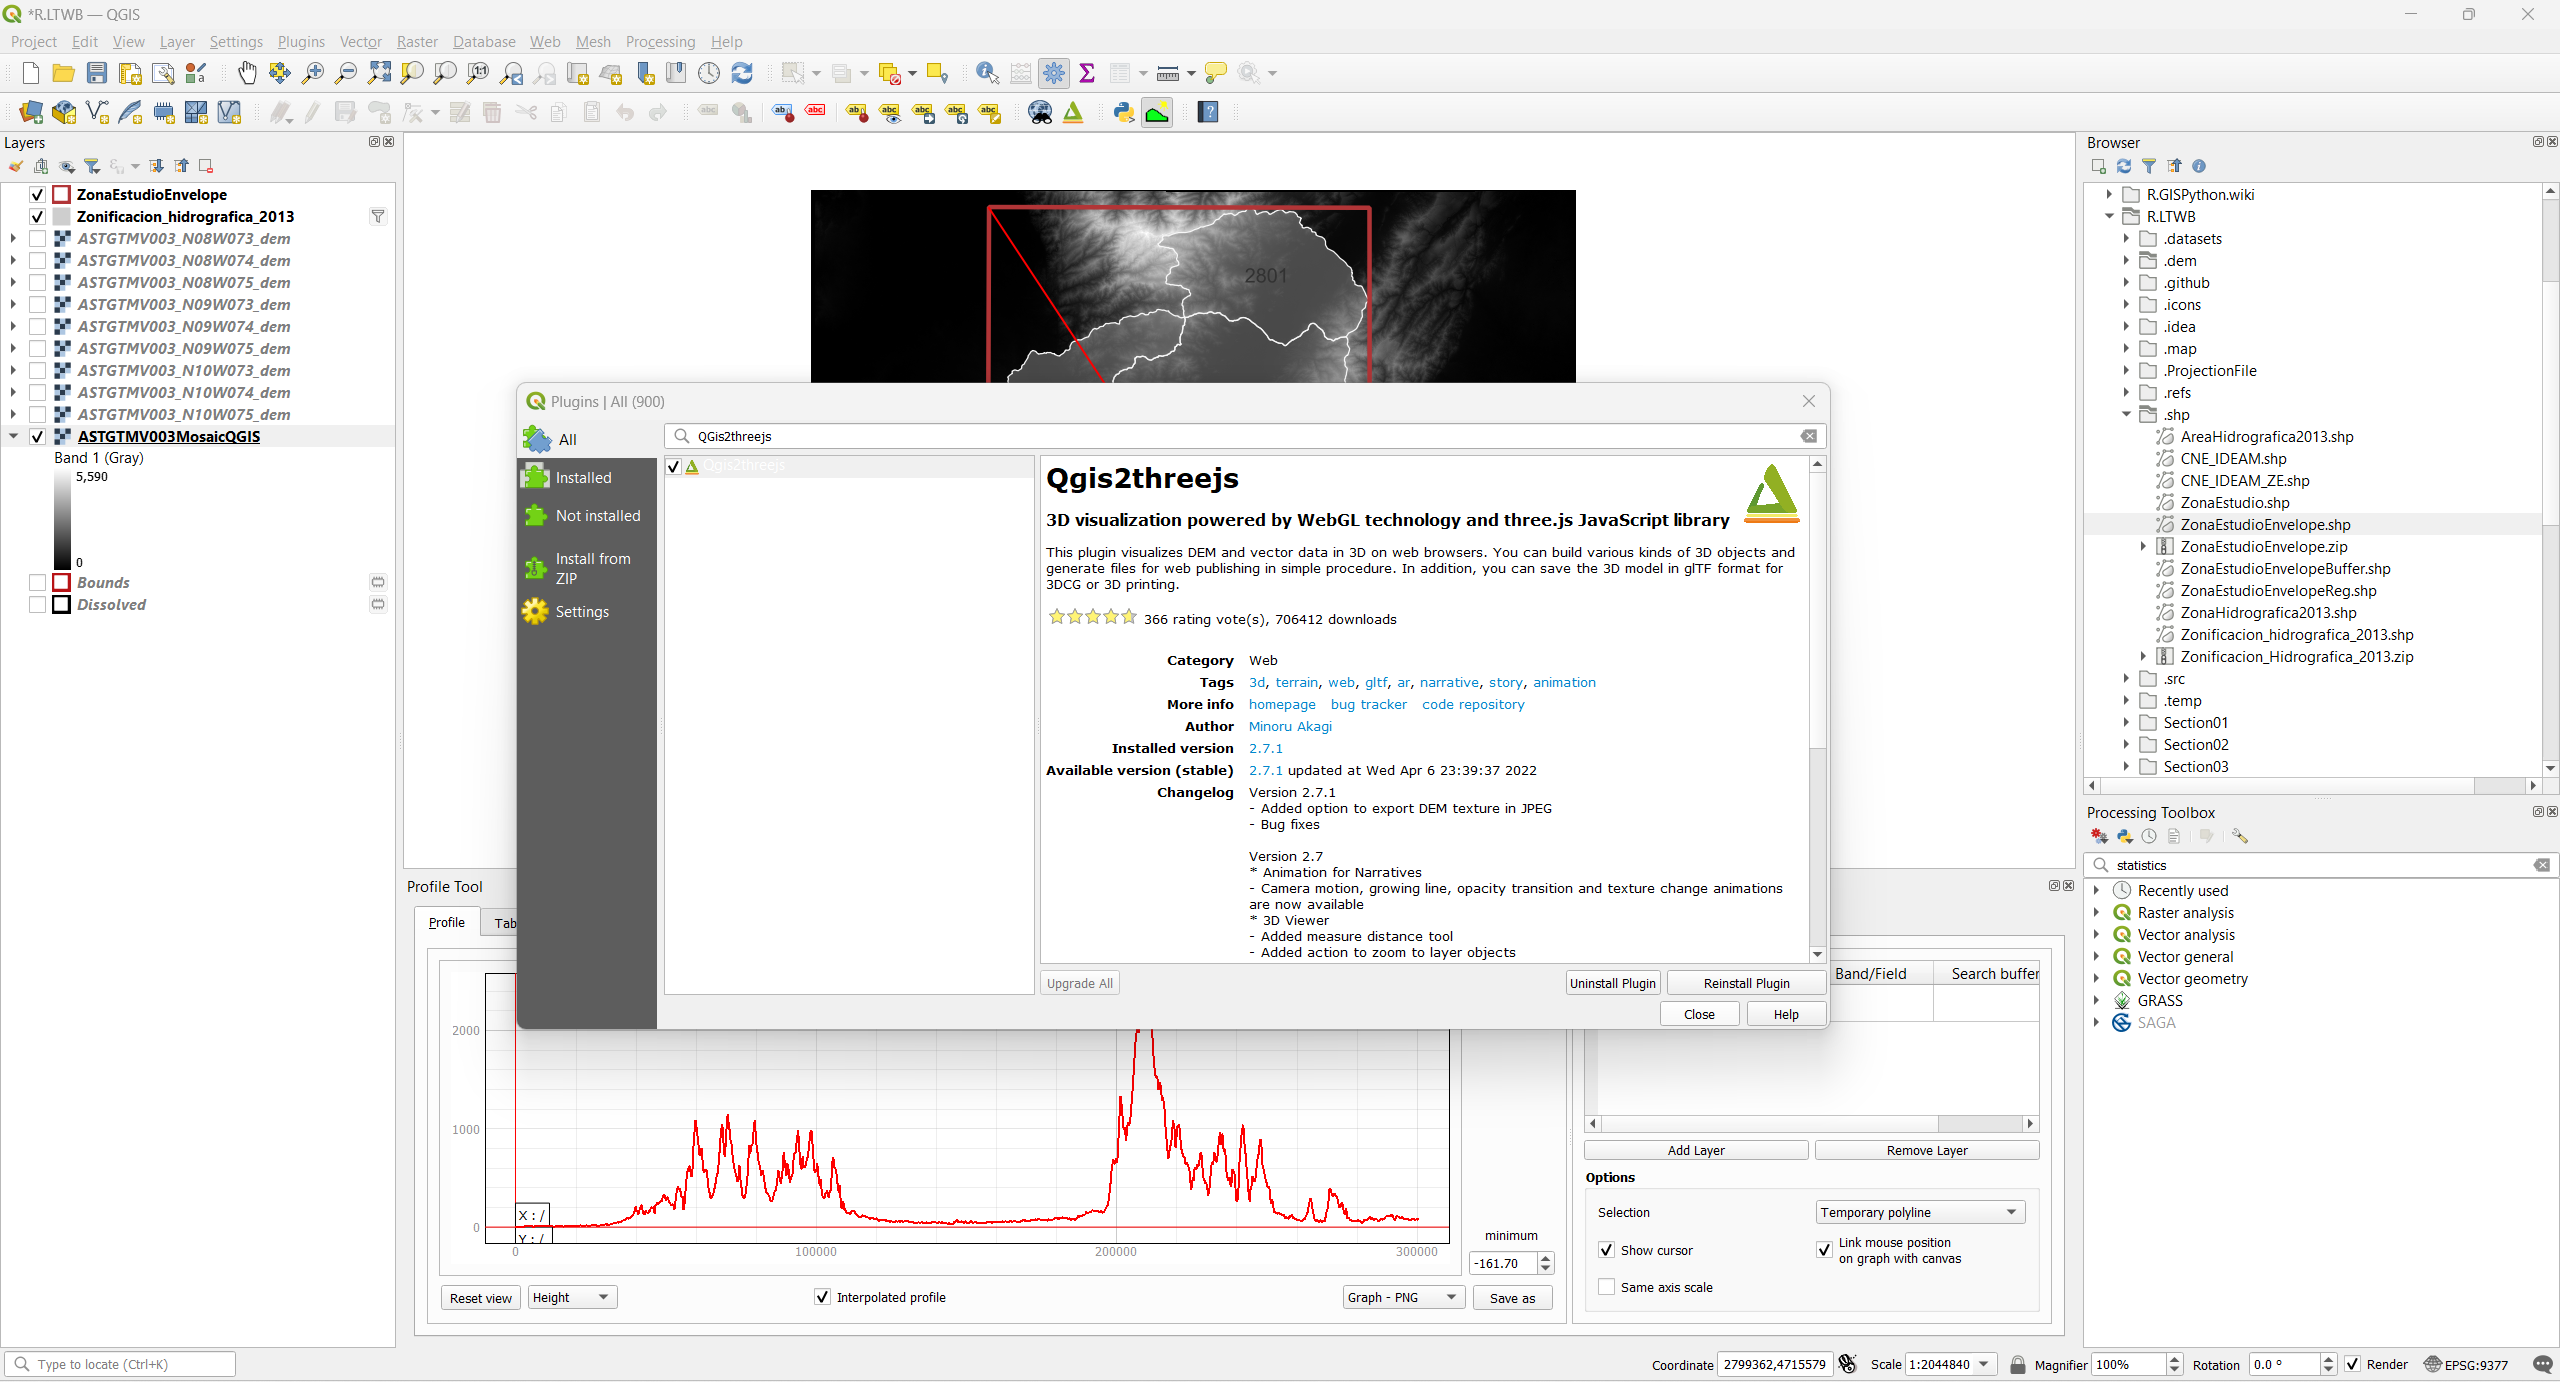 *R.LTWB — QGIS
Project Edit View Layer Settings Plugins Vector Raster Database Web Mesh Processing Help
Layers
ZonaEstudioEnvelope
Zonificacion_hidrografica_2013
ASTGTMV003_N08W073_dem
ASTGTMV003_N08W074_dem
ASTGTMV003_N08W075_dem
ASTGTMV003_N09W073_dem
ASTGTMV003_N09W074_dem
ASTGTMV003_N09W075_dem
ASTGTMV003_N10W073_dem
ASTGTMV003_N10W074_dem
ASTGTMV003_N10W075_dem
ASTGTMV003MosaicQGIS
Band 1 (Gray)
5,590
0
Bounds
Dissolved
2801
Plugins | All (900)
All
Installed
Not installed
Install from
ZIP
Settings
QGis2threejs
Qgis2threejs
Qgis2threejs
3D visualization powered by WebGL technology and three.js JavaScript library
This plugin visualizes DEM and vector data in 3D on web browsers. You can build various kinds of 3D objects and
generate files for web publishing in simple procedure. In addition, you can save the 3D model in glTF format for
3DCG or 3D printing.
366 rating vote(s), 706412 downloads
Category Web
Tags 3d, terrain, web, gltf, ar, narrative, story, animation
More info homepage bug tracker code repository
Author Minoru Akagi
Installed version 2.7.1
Available version (stable) 2.7.1 updated at Wed Apr 6 23:39:37 2022
Changelog Version 2.7.1
- Added option to export DEM texture in JPEG
- Bug fixes
Version 2.7
* Animation for Narratives
- Camera motion, growing line, opacity transition and texture change animations
are now available
* 3D Viewer
- Added measure distance tool
- Added action to zoom to layer objects
Upgrade All Uninstall Plugin Reinstall Plugin
Close Help
Browser
R.GISPython.wiki
R.LTWB
.datasets
.dem
.github
.icons
.idea
.map
.ProjectionFile
.refs
.shp
AreaHidrografica2013.shp
CNE_IDEAM.shp
CNE_IDEAM_ZE.shp
ZonaEstudio.shp
ZonaEstudioEnvelope.shp
ZonaEstudioEnvelope.zip
ZonaEstudioEnvelopeBuffer.shp
ZonaEstudioEnvelopeReg.shp
ZonaHidrografica2013.shp
Zonificacion_hidrografica_2013.shp
Zonificacion_Hidrografica_2013.zip
.src
.temp
Section01
Section02
Section03
Processing Toolbox
statistics
Recently used
Raster analysis
Vector analysis
Vector general
Vector geometry
GRASS
SAGA
Profile Tool
Profile Tab
2000
1000
0
X : /
Y : /
0 100000 200000 300000
minimum
-161.70
Reset view Height Interpolated profile Graph - PNG Save as
Band/Field Search buffer
Add Layer Remove Layer
Options
Selection Temporary polyline
Show cursor Link mouse position
on graph with canvas
Same axis scale
Type to locate (Ctrl+K) Coordinate 2799362,4715579 Scale 1:2044840 Magnifier 100% Rotation 0.0 ° Render EPSG:9377